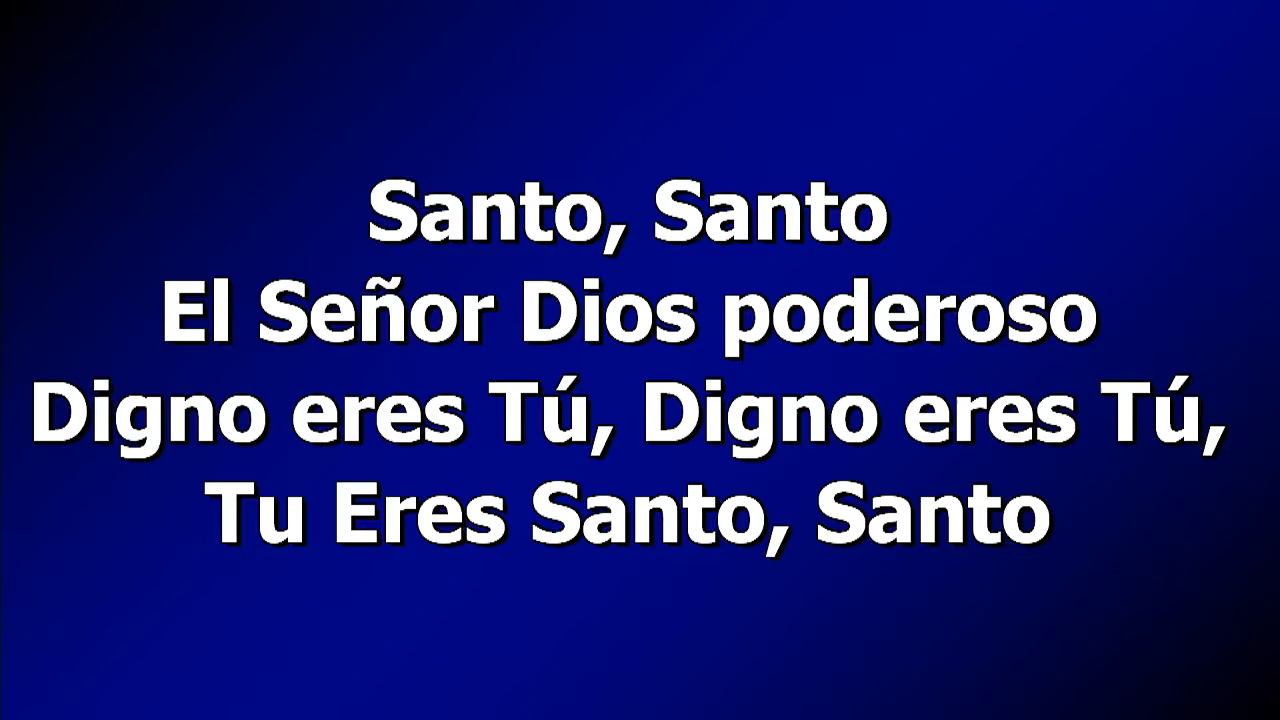 Santo, Santo
El Señor Dios poderoso
Digno eres Tú, Digno eres Tú,
Tu Eres Santo, Santo